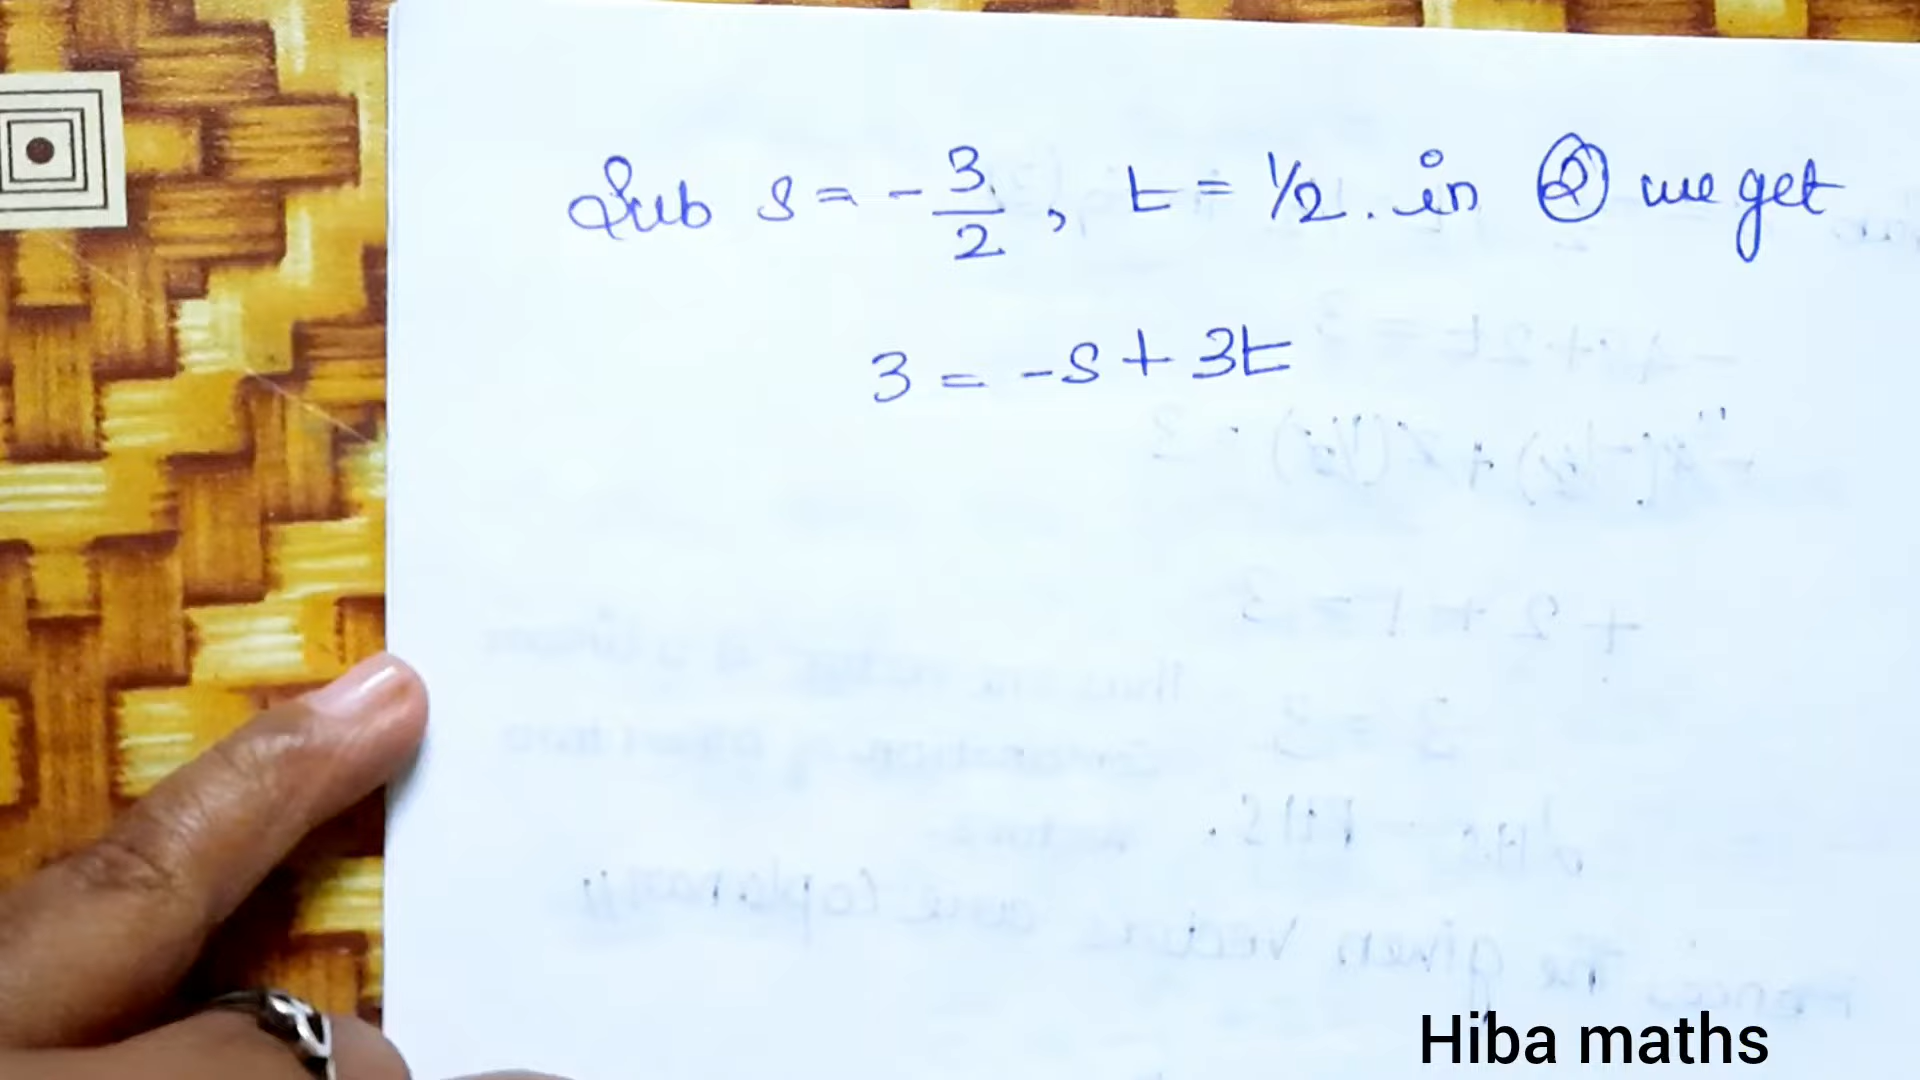 Sub s = -3/2, t = 1/2. in ② we get
3 = -s + 3t
Hiba maths